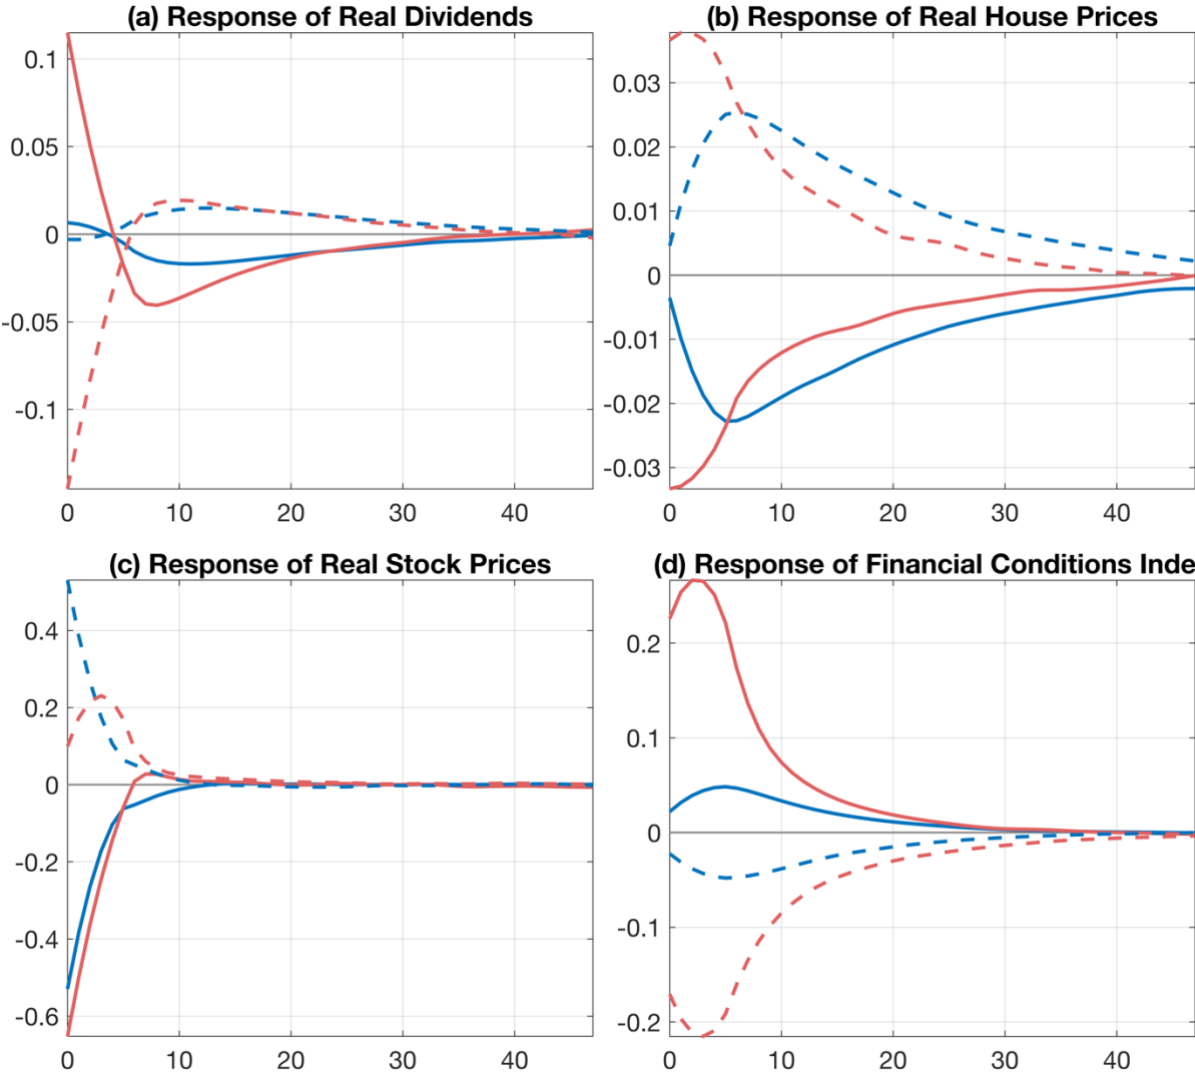 (a) Response of Real Dividends
0.1
0.05
0
-0.05
-0.1
0 10 20 30 40
(b) Response of Real House Prices
0.03
0.02
0.01
0
-0.01
-0.02
-0.03
0 10 20 30 40
(c) Response of Real Stock Prices
0.4
0.2
0
-0.2
-0.4
-0.6
0 10 20 30 40
(d) Response of Financial Conditions Inde
0.2
0.1
0
-0.1
-0.2
0 10 20 30 40